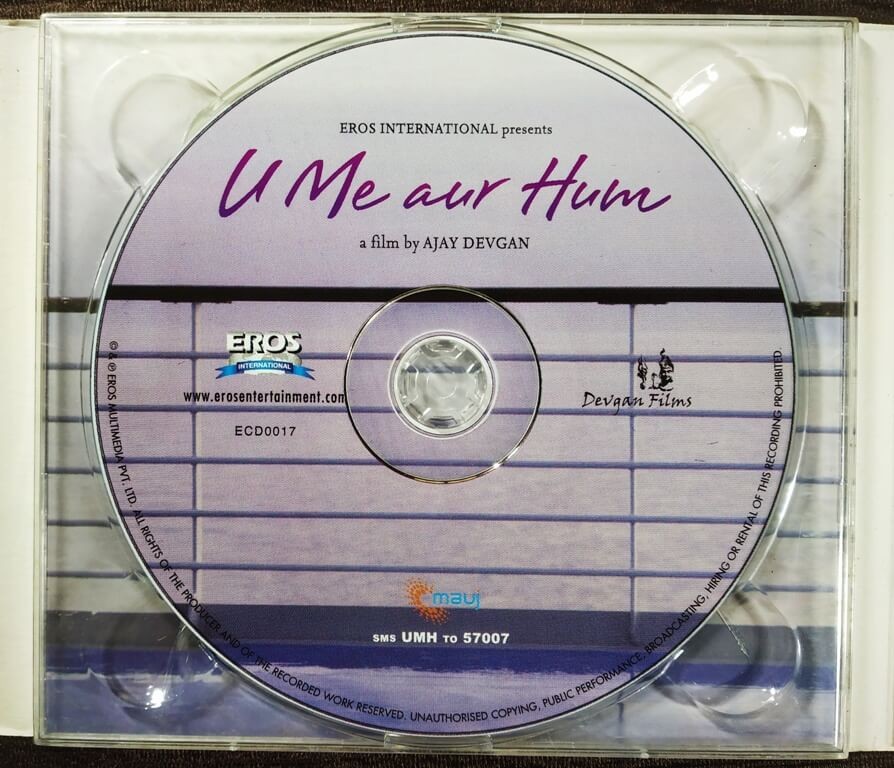 EROS INTERNATIONAL presents
U Me aur Hum
a film by AJAY DEVGAN
EROS
INTERNATIONAL
www.erosentertainment.com
ECD0017
Devgan Films
mauj
SMS UMH TO 57007
© & ℗ EROS MULTIMEDIA PVT. LTD. ALL RIGHTS OF THE PRODUCER AND OF THE RECORDED WORK RESERVED. UNAUTHORISED COPYING, PUBLIC PERFORMANCE, BROADCASTING, HIRING OR RENTAL OF THIS RECORDING PROHIBITED.